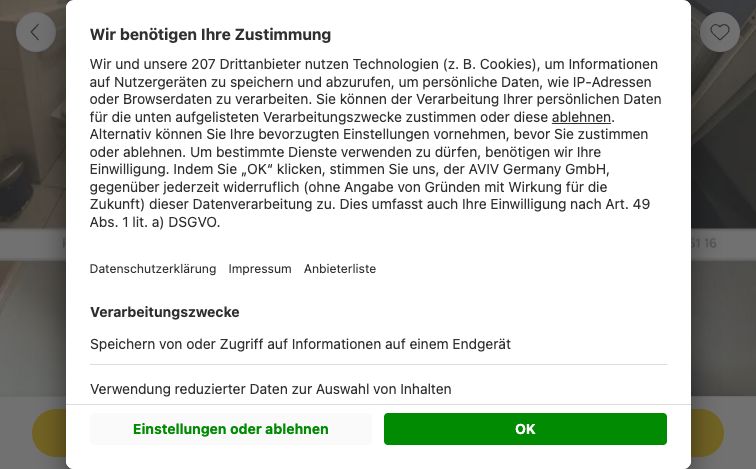 Wir benötigen Ihre Zustimmung
Wir und unsere 207 Drittanbieter nutzen Technologien (z. B. Cookies), um Informationen
auf Nutzergeräten zu speichern und abzurufen, um persönliche Daten, wie IP-Adressen
oder Browserdaten zu verarbeiten. Sie können der Verarbeitung Ihrer persönlichen Daten
für die unten aufgelisteten Verarbeitungszwecke zustimmen oder diese ablehnen.
Alternativ können Sie Ihre bevorzugten Einstellungen vornehmen, bevor Sie zustimmen
oder ablehnen. Um bestimmte Dienste verwenden zu dürfen, benötigen wir Ihre
Einwilligung. Indem Sie „OK“ klicken, stimmen Sie uns, der AVIV Germany GmbH,
gegenüber jederzeit widerruflich (ohne Angabe von Gründen mit Wirkung für die
Zukunft) dieser Datenverarbeitung zu. Dies umfasst auch Ihre Einwilligung nach Art. 49
Abs. 1 lit. a) DSGVO.
Datenschutzerklärung Impressum Anbieterliste
Verarbeitungszwecke
Speichern von oder Zugriff auf Informationen auf einem Endgerät
Verwendung reduzierter Daten zur Auswahl von Inhalten
Einstellungen oder ablehnen OK